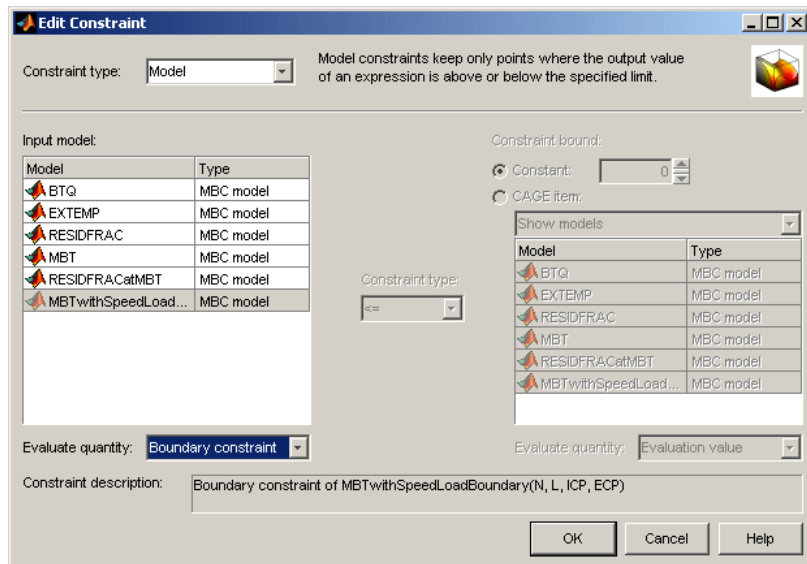 Edit Constraint
Constraint type: Model
Model constraints keep only points where the output value
of an expression is above or below the specified limit.
Input model:
Model Type
BTQ MBC model
EXTEMP MBC model
RESIDFRAC MBC model
MBT MBC model
RESIDFRACatMBT MBC model
MBTwithSpeedLoad... MBC model
Evaluate quantity: Boundary constraint
Constraint type:
<=
Constraint bound:
Constant: 0
CAGE item:
Show models
Model Type
BTQ MBC model
EXTEMP MBC model
RESIDFRAC MBC model
MBT MBC model
RESIDFRACatMBT MBC model
MBTwithSpeedLoad... MBC model
Evaluate quantity: Evaluation value
Constraint description: Boundary constraint of MBTwithSpeedLoadBoundary(N, L, ICP, ECP)
OK Cancel Help